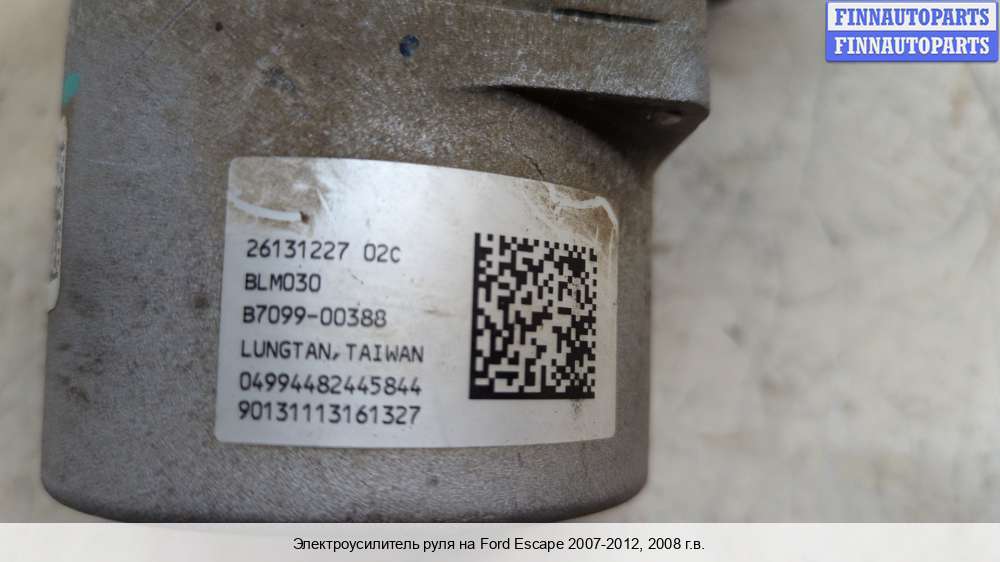 FINNAUTOPARTS
FINNAUTOPARTS
26131227 02C
BLM030
B7099-00388
LUNGTAN, TAIWAN
04994482445844
90131113161327
Электроусилитель руля на Ford Escape 2007-2012, 2008 г.в.